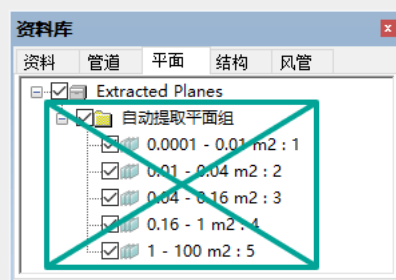 资料库
资料 管道 平面 结构 风管
Extracted Planes
自动提取平面组
0.0001 - 0.01 m2 : 1
0.01 - 0.04 m2 : 2
0.04 - 0.16 m2 : 3
0.16 - 1 m2 : 4
1 - 100 m2 : 5